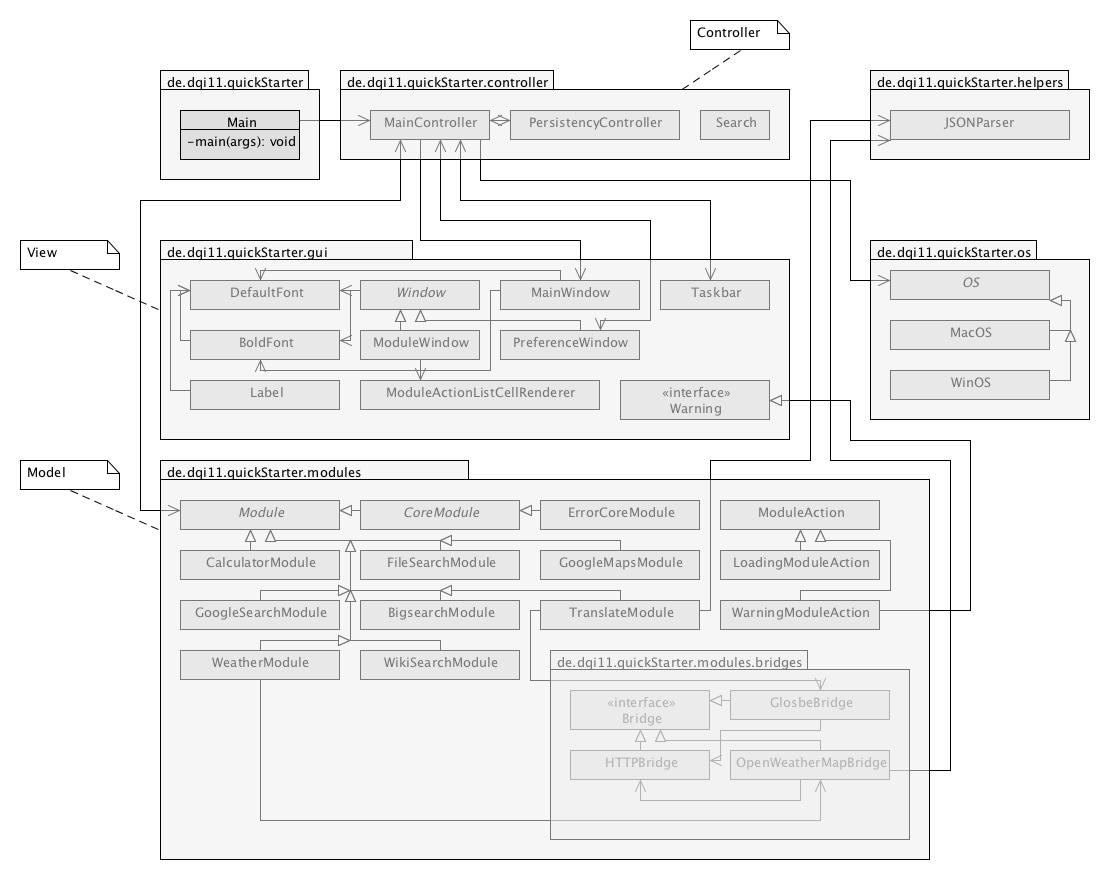 Controller
de.dqi11.quickStarter
de.dqi11.quickStarter.controller
de.dqi11.quickStarter.helpers
Main
-main(args): void
MainController
PersistencyController
Search
JSONParser
View
de.dqi11.quickStarter.gui
de.dqi11.quickStarter.os
DefaultFont
Window
MainWindow
Taskbar
OS
BoldFont
ModuleWindow
PreferenceWindow
MacOS
Label
ModuleActionListCellRenderer
«interface»
Warning
WinOS
Model
de.dqi11.quickStarter.modules
Module
CoreModule
ErrorCoreModule
ModuleAction
CalculatorModule
FileSearchModule
GoogleMapsModule
LoadingModuleAction
GoogleSearchModule
BigsearchModule
TranslateModule
WarningModuleAction
WeatherModule
WikiSearchModule
de.dqi11.quickStarter.modules.bridges
«interface»
Bridge
GlosbeBridge
HTTPBridge
OpenWeatherMapBridge